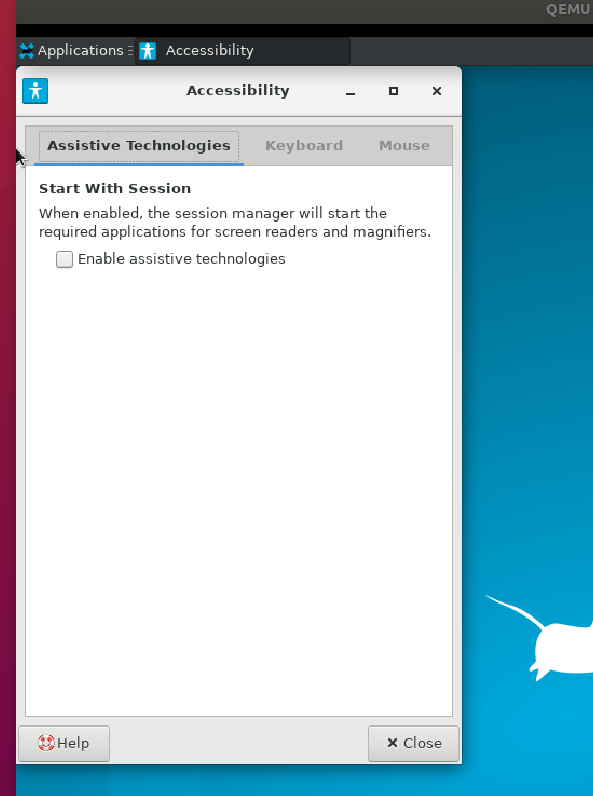 QEMU
Applications
Accessibility
Accessibility
Assistive Technologies Keyboard Mouse
Start With Session
When enabled, the session manager will start the
required applications for screen readers and magnifiers.
Enable assistive technologies
Help
Close